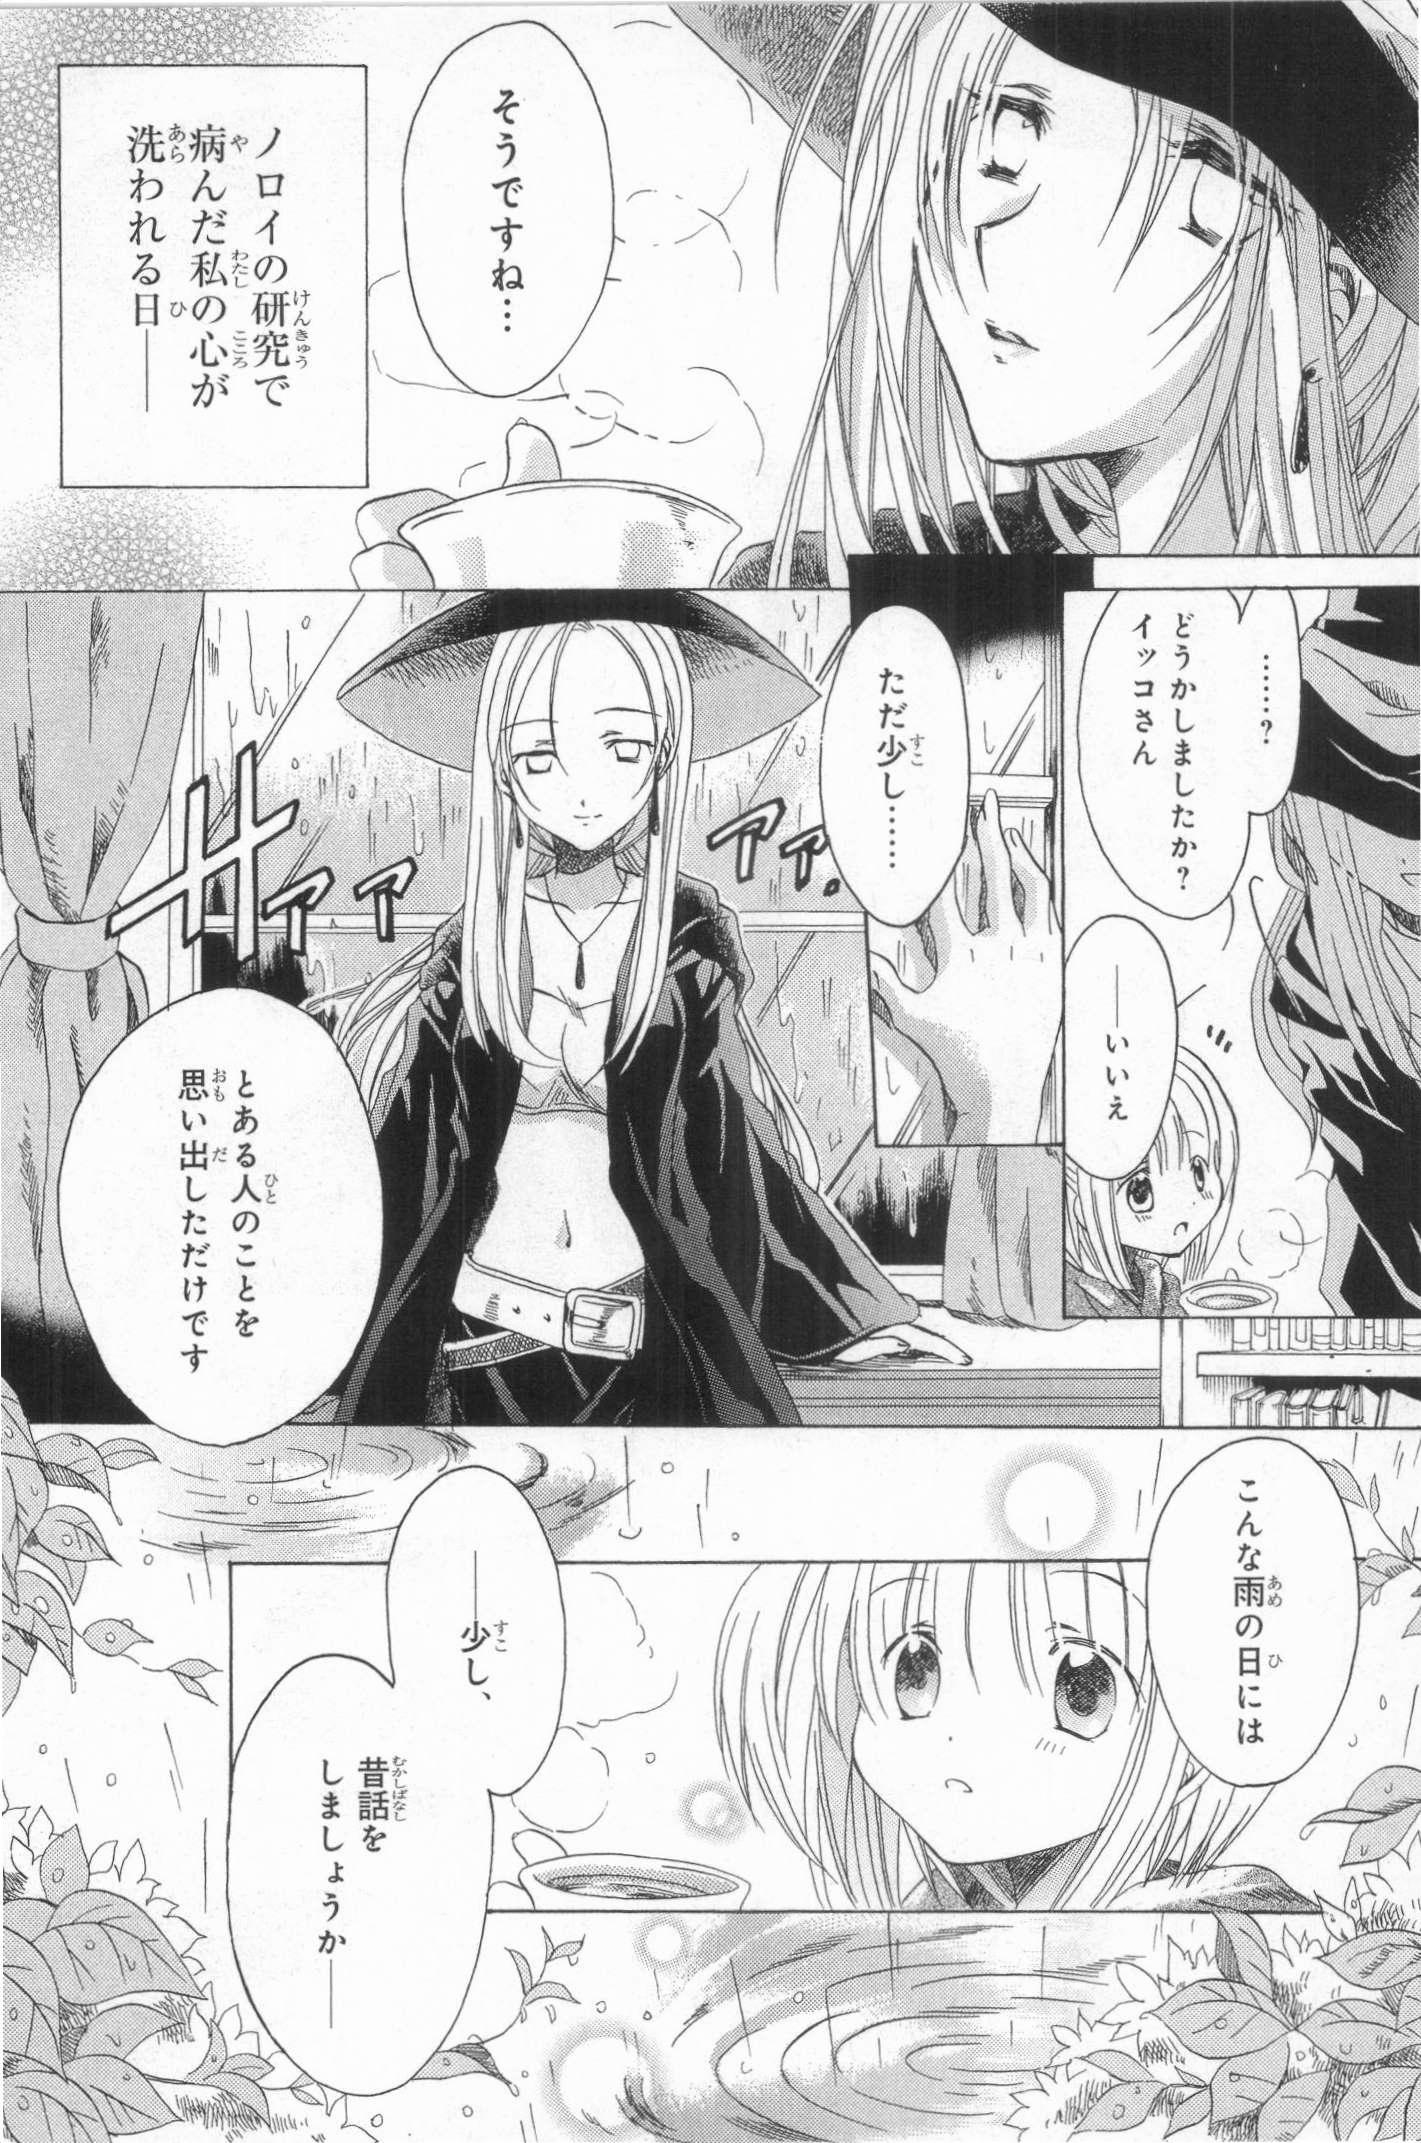 そうですね…
ノロイの研究で
病んだ私の心が
洗われる日――
……?
どうかしましたか?
イッコさん
――いいえ
ただ少し……
ザァァァァ。
とある人のことを
思い出しただけです
こんな雨の日には
――少し、
昔話を
しましょうか――